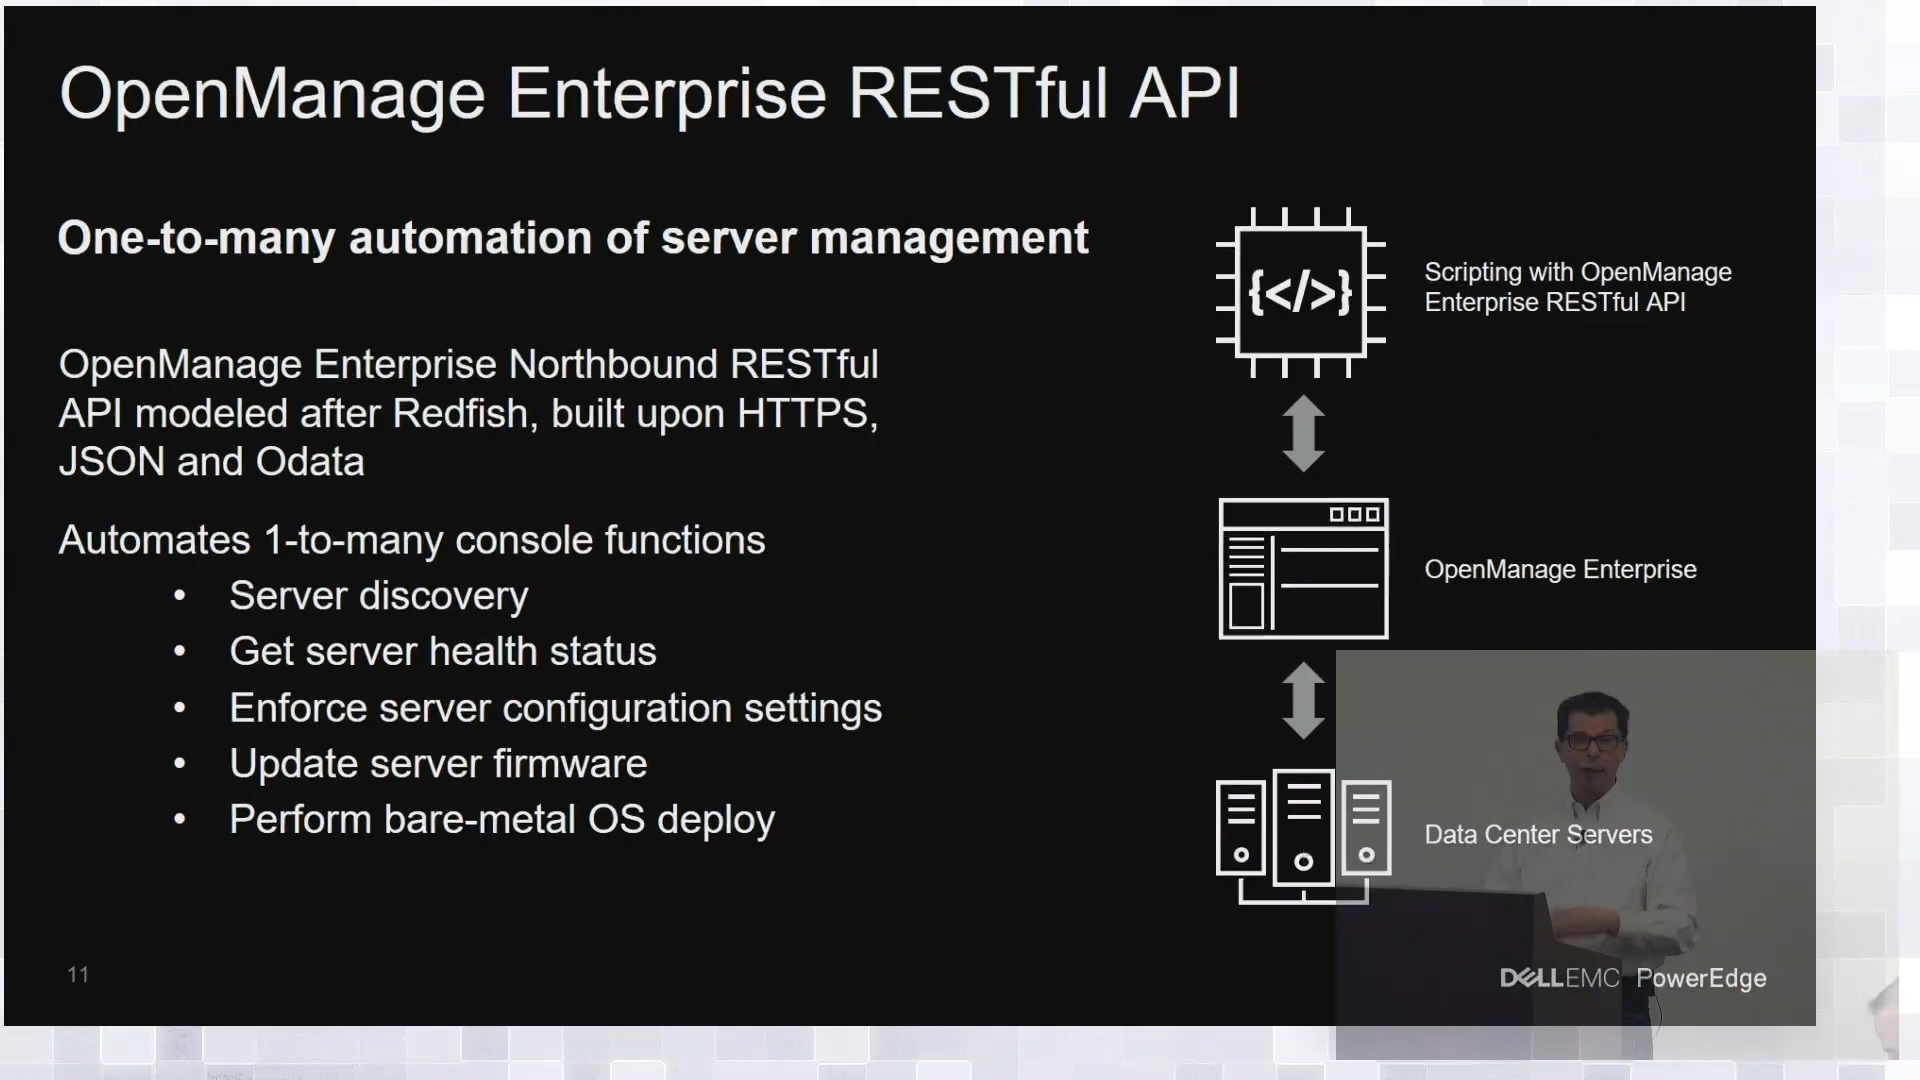 OpenManage Enterprise RESTful API
One-to-many automation of server management
OpenManage Enterprise Northbound RESTful
API modeled after Redfish, built upon HTTPS,
JSON and Odata
Automates 1-to-many console functions
• Server discovery
• Get server health status
• Enforce server configuration settings
• Update server firmware
• Perform bare-metal OS deploy
{</>}
Scripting with OpenManage
Enterprise RESTful API
OpenManage Enterprise
Data Center Servers
11
DELLEMC PowerEdge